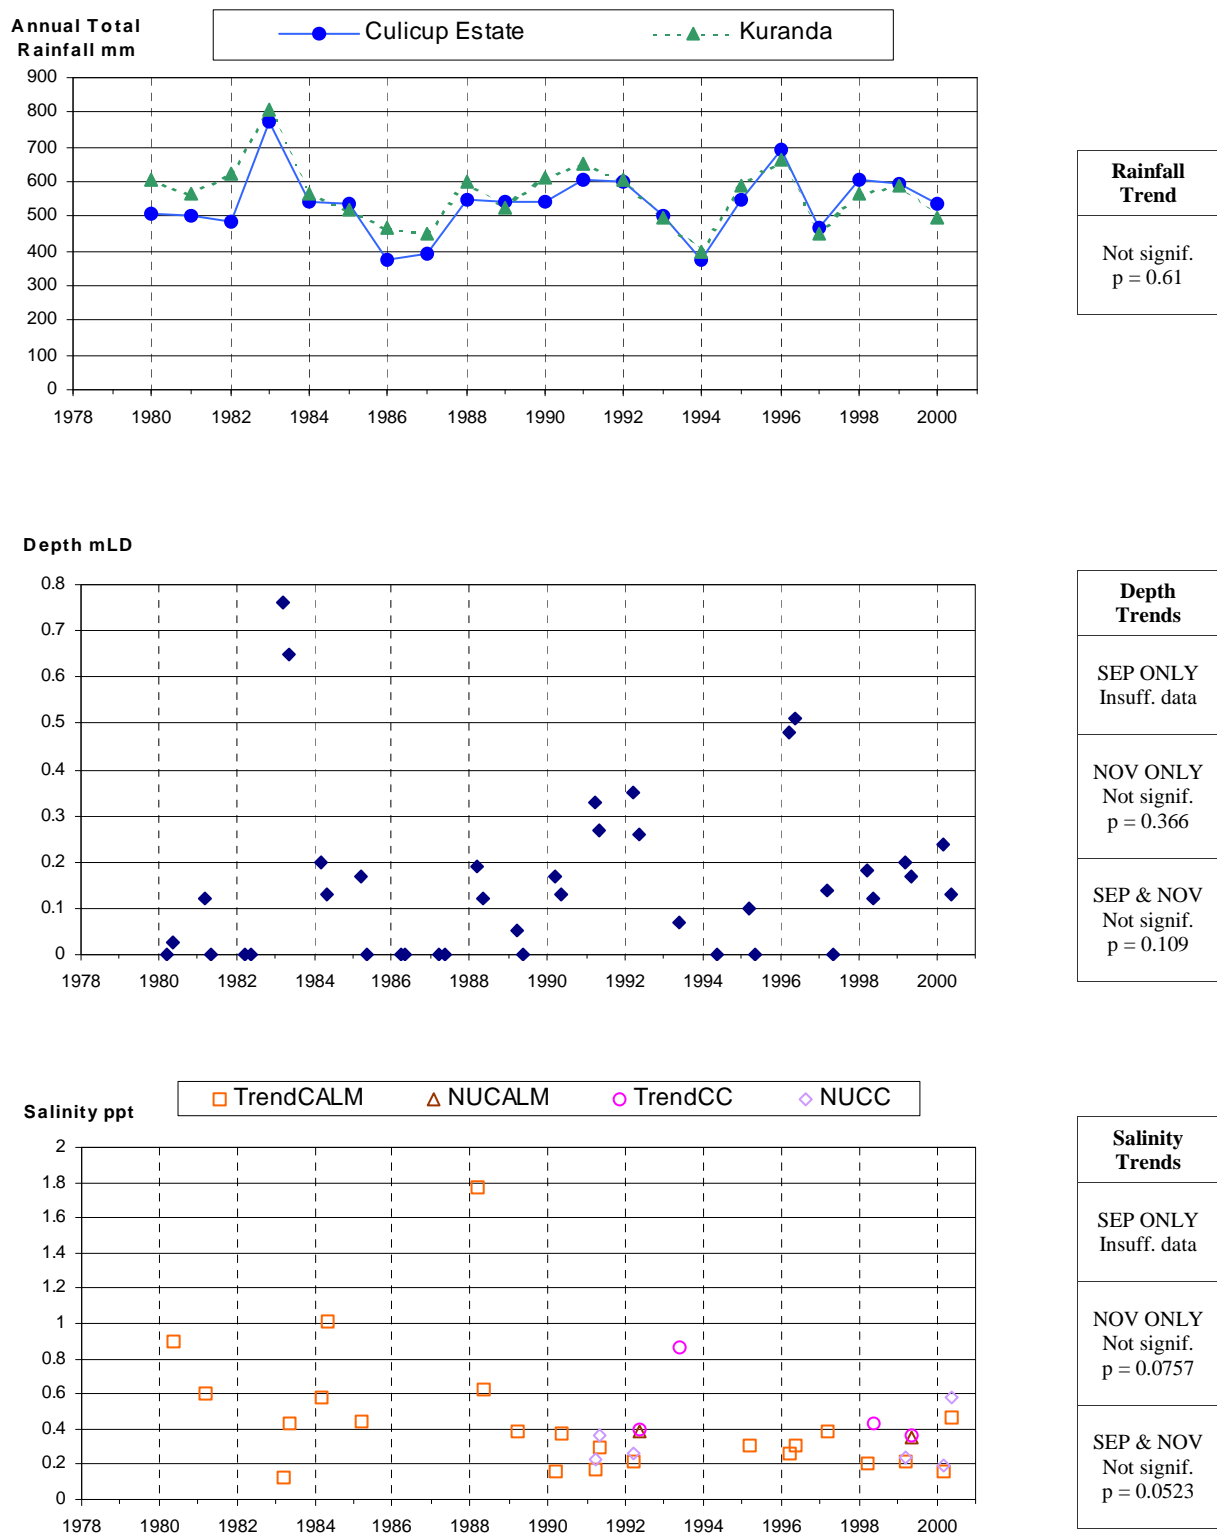 Annual Total
Rainfall mm
Culicup Estate
Kuranda
900
800
700
600
500
400
300
200
100
0
1978 1980 1982 1984 1986 1988 1990 1992 1994 1996 1998 2000
Rainfall
Trend
Not signif.
p = 0.61
Depth mLD
0.8
0.7
0.6
0.5
0.4
0.3
0.2
0.1
0
1978 1980 1982 1984 1986 1988 1990 1992 1994 1996 1998 2000
Depth
Trends
SEP ONLY
Insuff. data
NOV ONLY
Not signif.
p = 0.366
SEP & NOV
Not signif.
p = 0.109
Salinity ppt
TrendCALM
NUCALM
TrendCC
NUCC
2
1.8
1.6
1.4
1.2
1
0.8
0.6
0.4
0.2
0
1978 1980 1982 1984 1986 1988 1990 1992 1994 1996 1998 2000
Salinity
Trends
SEP ONLY
Insuff. data
NOV ONLY
Not signif.
p = 0.0757
SEP & NOV
Not signif.
p = 0.0523